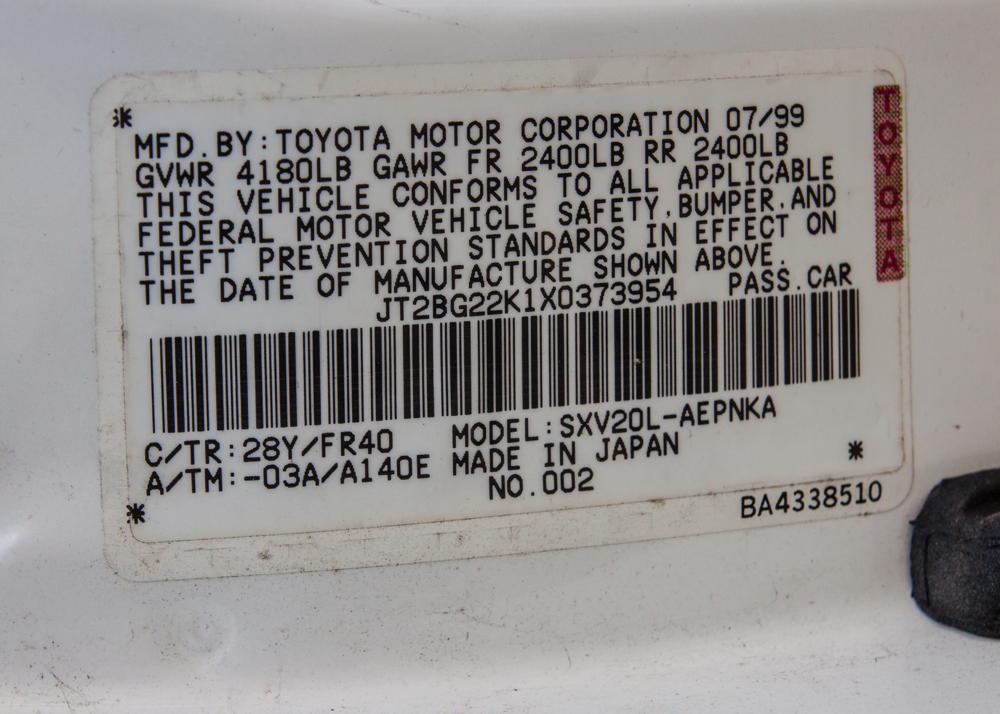 MFD.BY:TOYOTA MOTOR CORPORATION 07/99
GVWR 4180LB GAWR FR 2400LB RR 2400LB
THIS VEHICLE CONFORMS TO ALL APPLICABLE
FEDERAL MOTOR VEHICLE SAFETY,BUMPER,AND
THEFT PREVENTION STANDARDS IN EFFECT ON
THE DATE OF MANUFACTURE SHOWN ABOVE.
JT2BG22K1X0373954 PASS.CAR
C/TR:28Y/FR40 MODEL:SXV20L-AEPNKA
A/TM:-03A/A140E MADE IN JAPAN
NO.002
BA4338510
TOYOTA